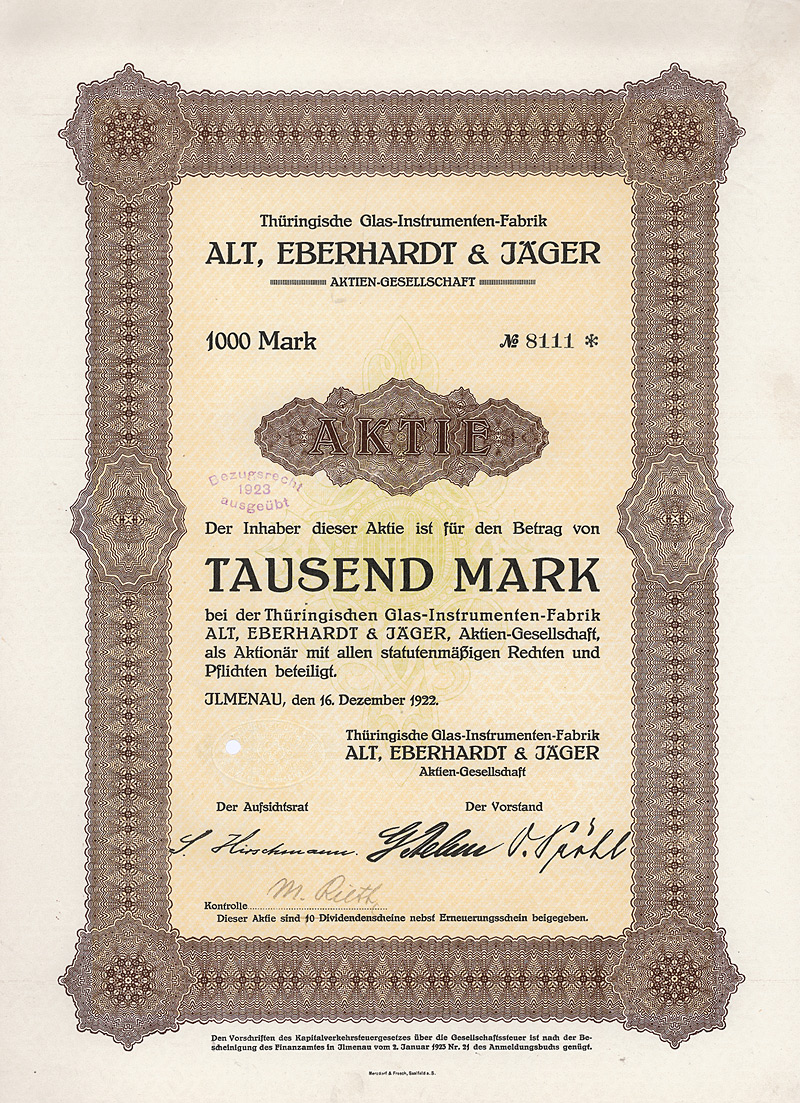 Thüringische Glas-Instrumenten-Fabrik
ALT, EBERHARDT & JÄGER
AKTIEN-GESELLSCHAFT
1000 Mark
№ 8111 *
AKTIE
Bezugsrecht
1923
ausgeübt
Der Inhaber dieser Aktie ist für den Betrag von
TAUSEND MARK
bei der Thüringischen Glas-Instrumenten-Fabrik
ALT, EBERHARDT & JÄGER, Aktien-Gesellschaft,
als Aktionär mit allen statutenmäßigen Rechten und
Pflichten beteiligt.
ILMENAU, den 16. Dezember 1922.
Thüringische Glas-Instrumenten-Fabrik
ALT, EBERHARDT & JÄGER
Aktien-Gesellschaft
Der Aufsichtsrat
Der Vorstand
S. Hirschmann.
Kontrolle
M. Rieth
Dieser Aktie sind 10 Dividendenscheine nebst Erneuerungsschein beigegeben.
Den Vorschriften des Kapitalverkehrsteuergesetzes über die Gesellschaftssteuer ist nach der Be-
scheinigung des Finanzamtes in Ilmenau vom 2. Januar 1923 Nr. 21 des Anmeldungsbuchs genügt.